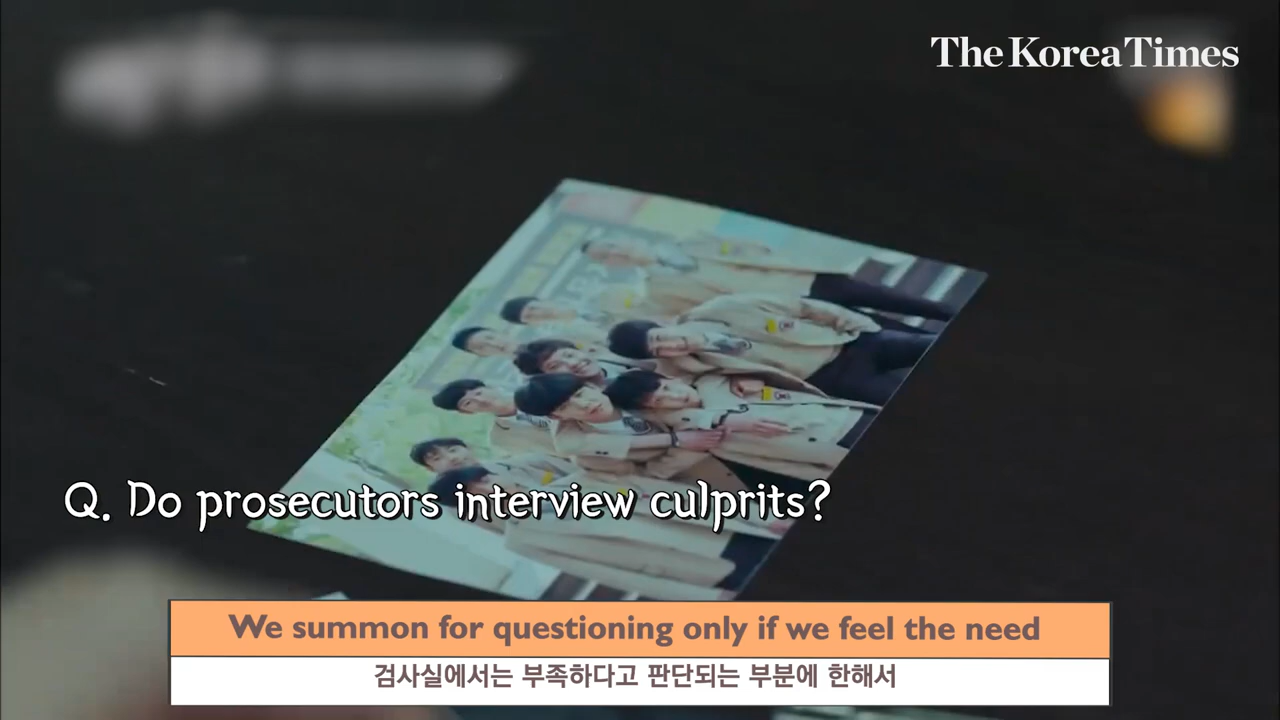 The Korea Times
Q. Do prosecutors interview culprits?
We summon for questioning only if we feel the need
검사실에서는 부족하다고 판단되는 부분에 한해서